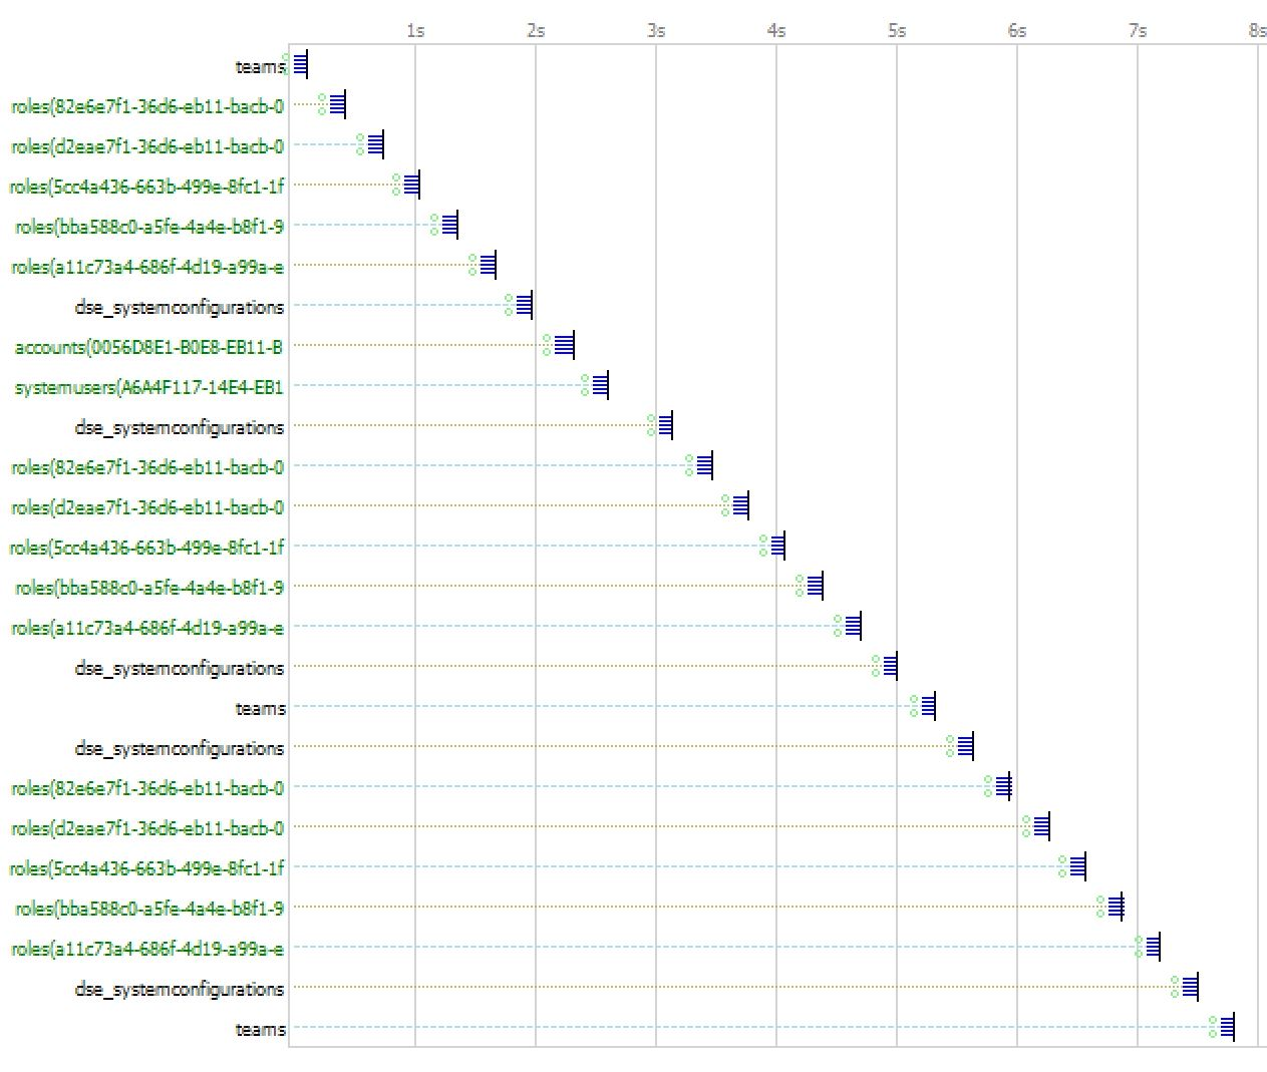 1s 2s 3s 4s 5s 6s 7s 8s
teams
roles(82e6e7f1-36d6-eb11-bacb-0
roles(d2eae7f1-36d6-eb11-bacb-0
roles(5cc4a436-663b-499e-8fc1-1f
roles(bba588c0-a5fe-4a4e-b8f1-9
roles(a11c73a4-686f-4d19-a99a-e
dse_systemconfigurations
accounts(0056D8E1-B0E8-EB11-B
systemusers(A6A4F117-14E4-EB1
dse_systemconfigurations
roles(82e6e7f1-36d6-eb11-bacb-0
roles(d2eae7f1-36d6-eb11-bacb-0
roles(5cc4a436-663b-499e-8fc1-1f
roles(bba588c0-a5fe-4a4e-b8f1-9
roles(a11c73a4-686f-4d19-a99a-e
dse_systemconfigurations
teams
dse_systemconfigurations
roles(82e6e7f1-36d6-eb11-bacb-0
roles(d2eae7f1-36d6-eb11-bacb-0
roles(5cc4a436-663b-499e-8fc1-1f
roles(bba588c0-a5fe-4a4e-b8f1-9
roles(a11c73a4-686f-4d19-a99a-e
dse_systemconfigurations
teams